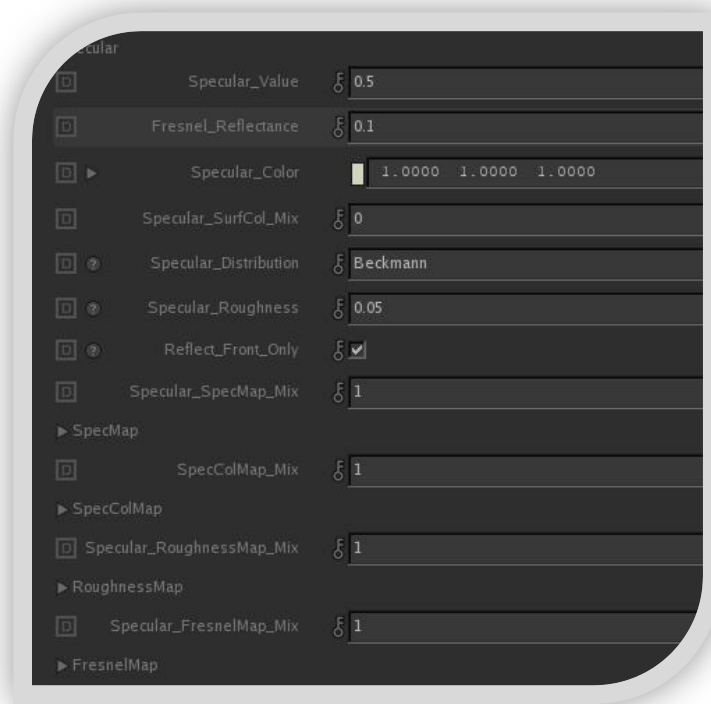 ecular
D Specular_Value 0.5
D Fresnel_Reflectance 0.1
D Specular_Color 1.0000 1.0000 1.0000
D Specular_SurfCol_Mix 0
D ? Specular_Distribution Beckmann
D ? Specular_Roughness 0.05
D ? Reflect_Front_Only
D Specular_SpecMap_Mix 1
SpecMap
D SpecColMap_Mix 1
SpecColMap
D Specular_RoughnessMap_Mix 1
RoughnessMap
D Specular_FresnelMap_Mix 1
FresnelMap